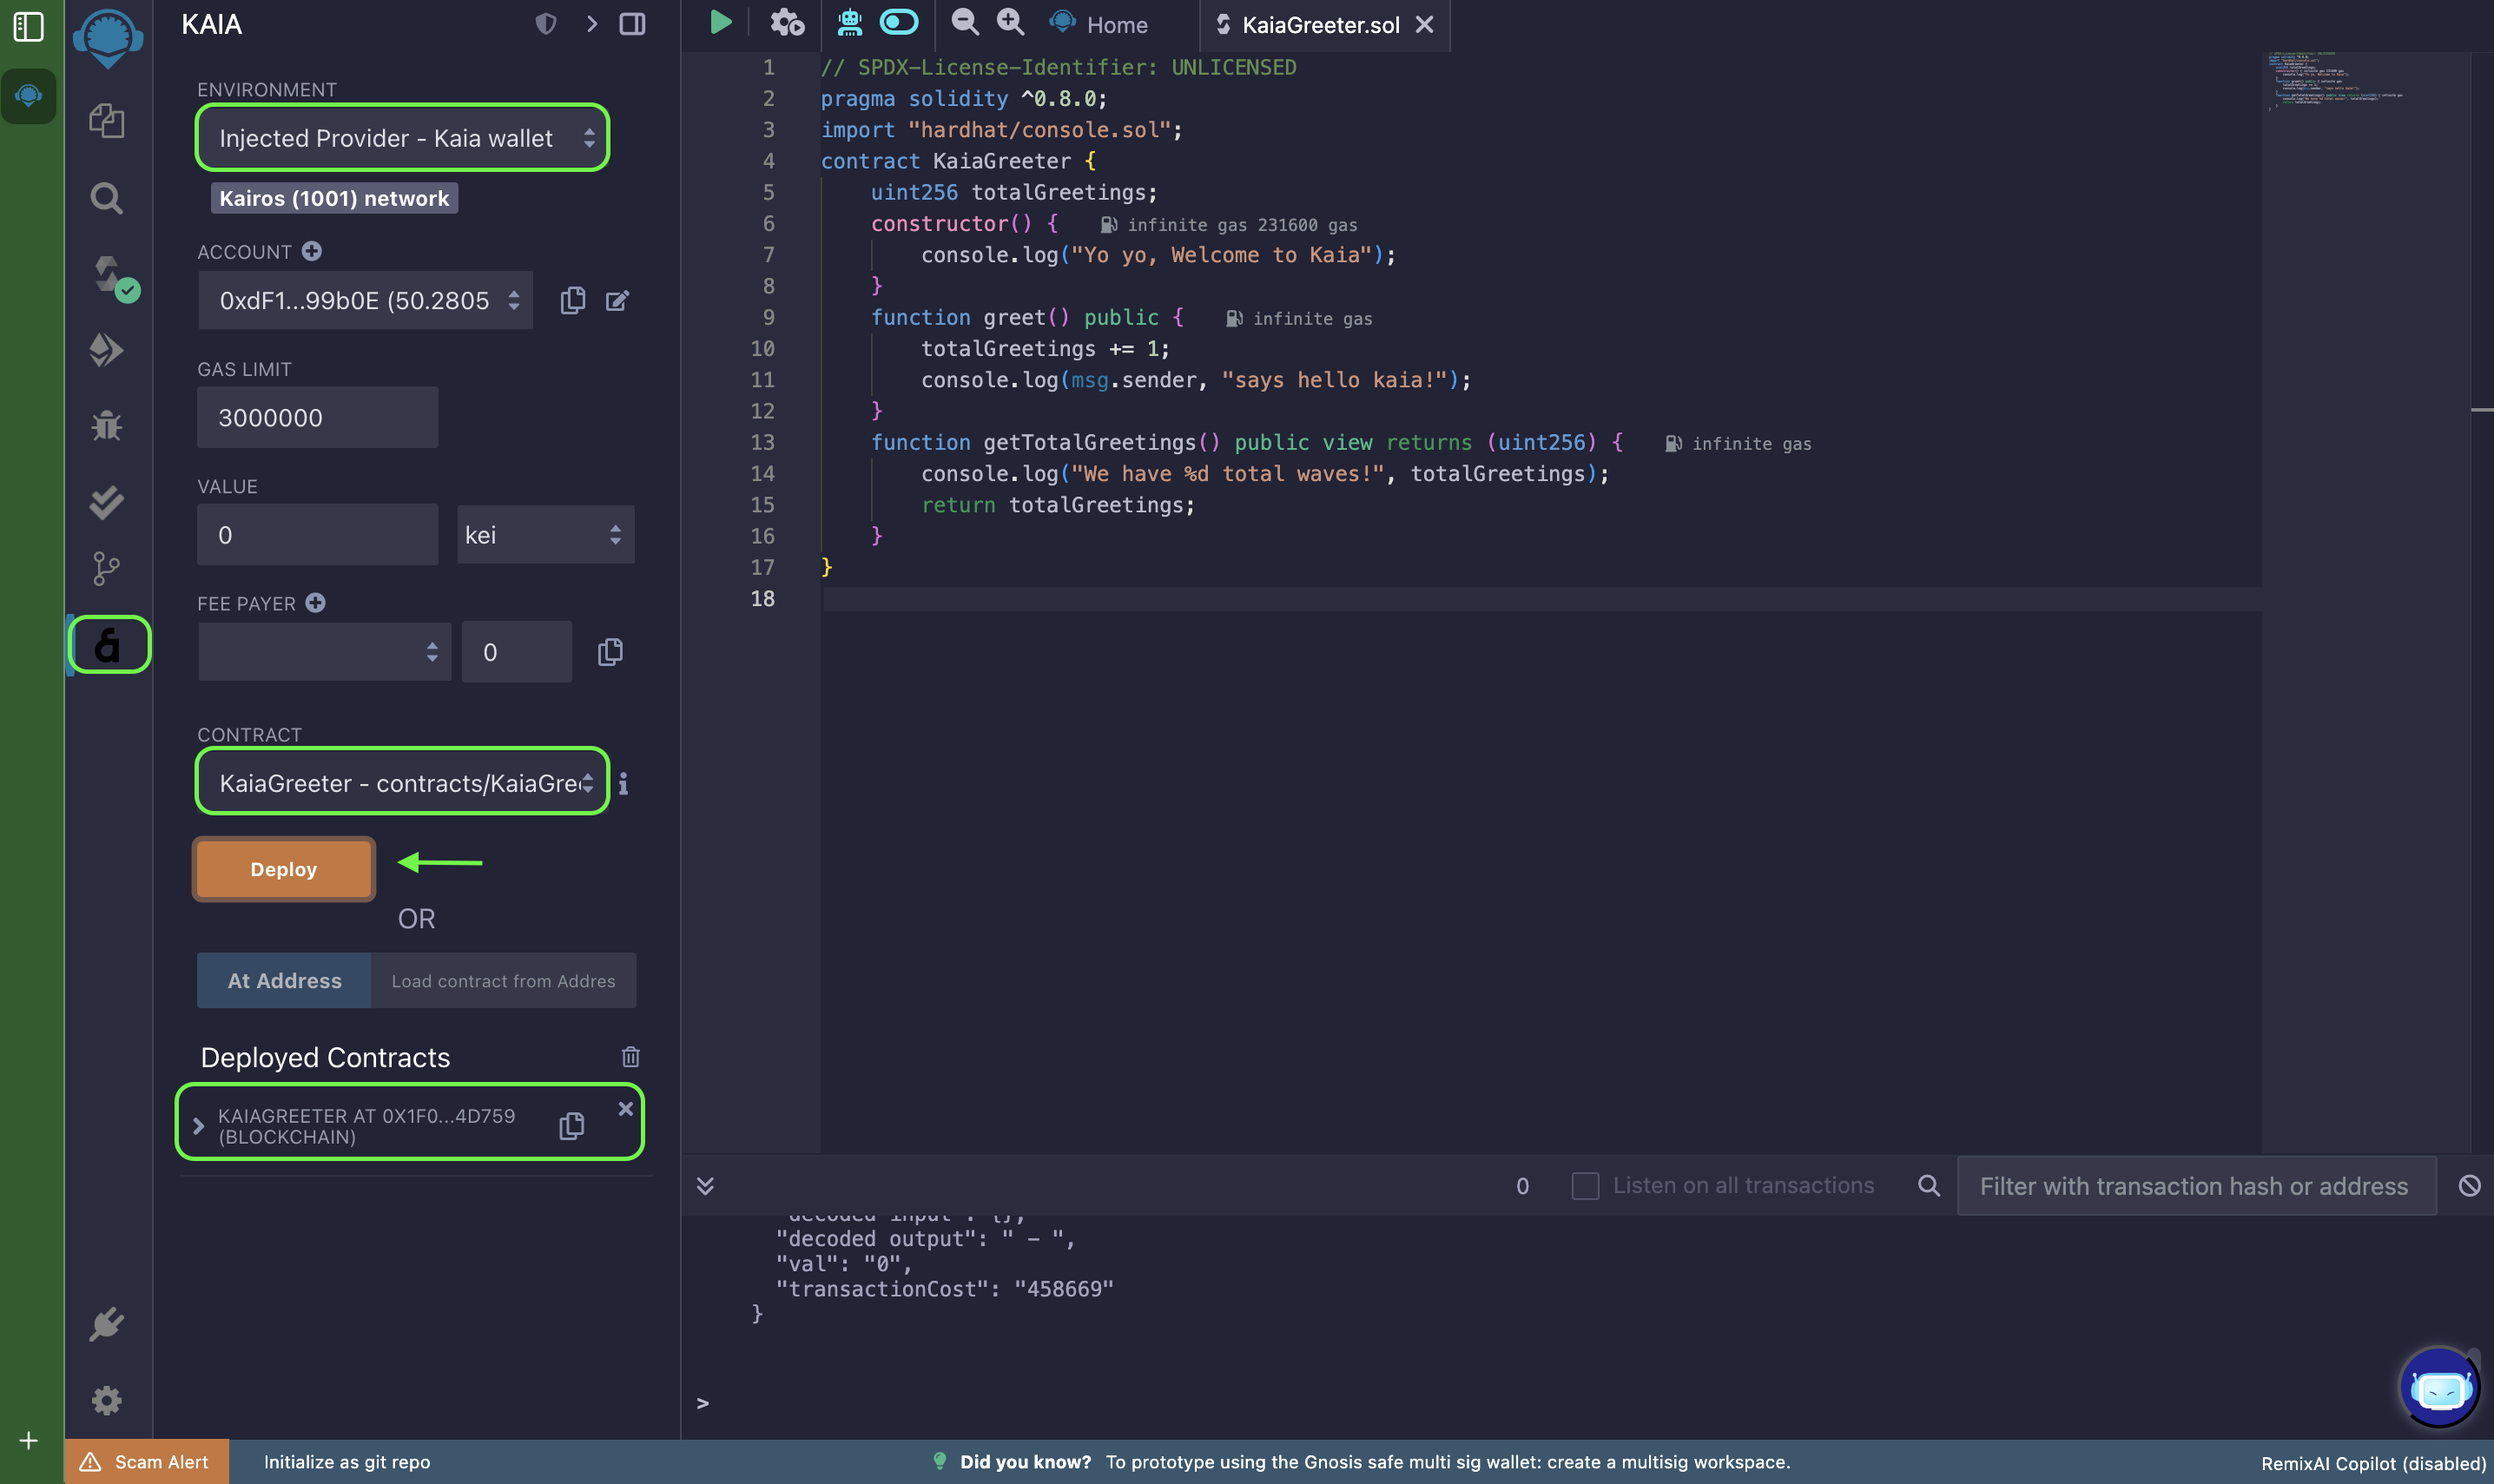 KAIA
ENVIRONMENT
Injected Provider - Kaia wallet
Kairos (1001) network
ACCOUNT
0xdF1...99b0E (50.2805
GAS LIMIT
3000000
VALUE
0
kei
FEE PAYER
0
CONTRACT
KaiaGreeter - contracts/KaiaGre
Deploy
OR
At Address
Load contract from Addres
Deployed Contracts
KAIAGREETER AT 0X1F0...4D759
(BLOCKCHAIN)
Home
KaiaGreeter.sol
1 // SPDX-License-Identifier: UNLICENSED
2 pragma solidity ^0.8.0;
3 import "hardhat/console.sol";
4 contract KaiaGreeter {
5 uint256 totalGreetings;
6 constructor() { infinite gas 231600 gas
7 console.log("Yo yo, Welcome to Kaia");
8 }
9 function greet() public { infinite gas
10 totalGreetings += 1;
11 console.log(msg.sender, "says hello kaia!");
12 }
13 function getTotalGreetings() public view returns (uint256) { infinite gas
14 console.log("We have %d total waves!", totalGreetings);
15 return totalGreetings;
16 }
17 }
18
0
Listen on all transactions
Filter with transaction hash or address
"decoded input": {},
"decoded output": " - ",
"val": "0",
"transactionCost": "458669"
}
>
Scam Alert
Initialize as git repo
Did you know? To prototype using the Gnosis safe multi sig wallet: create a multisig workspace.
RemixAI Copilot (disabled)